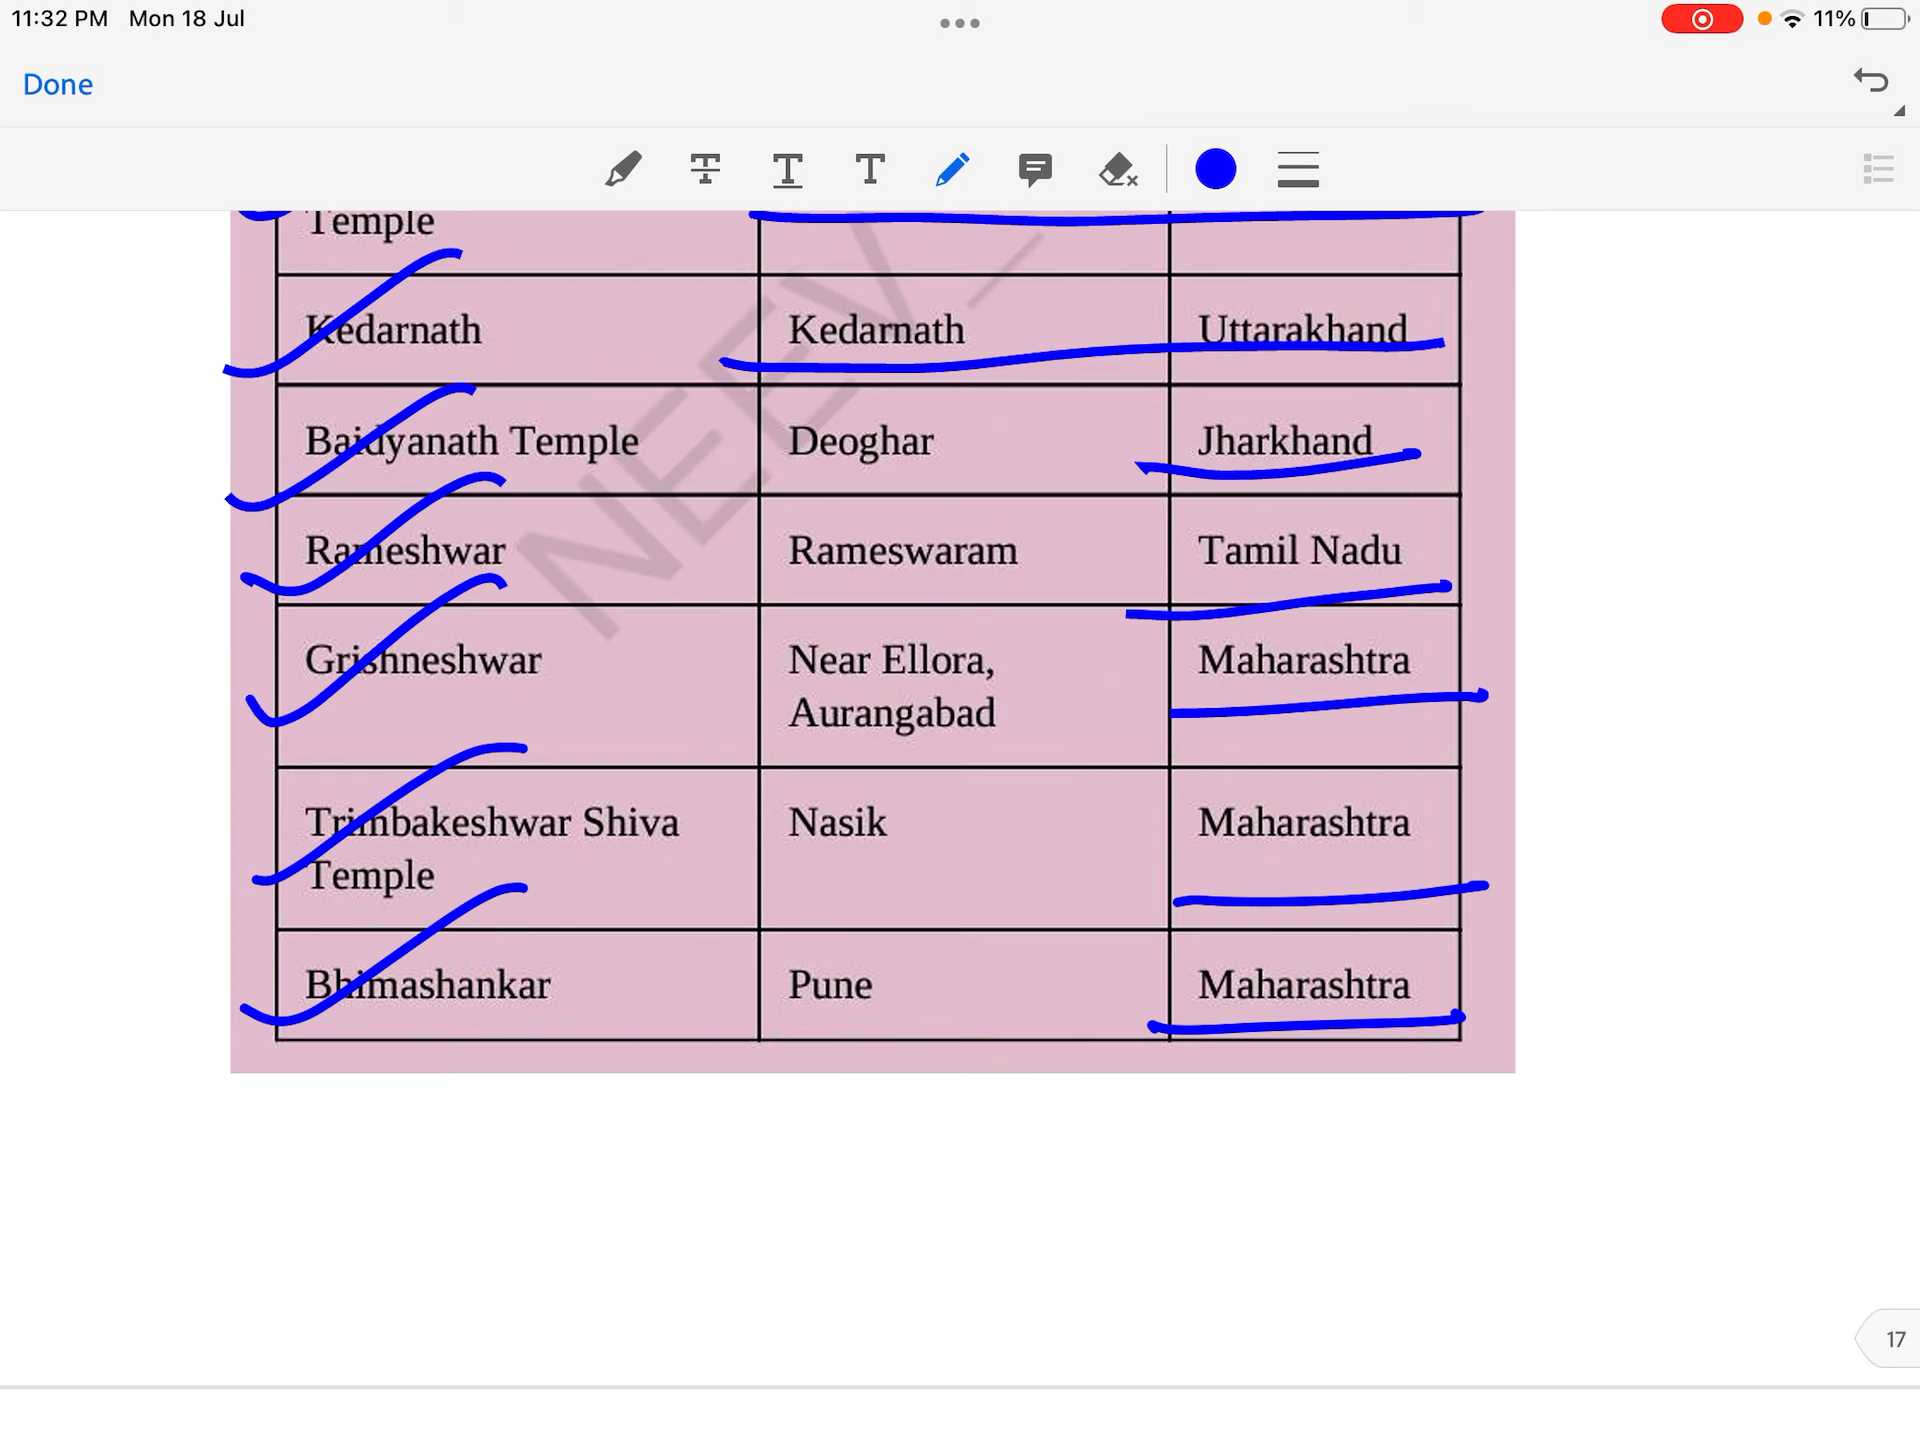 11:32 PM Mon 18 Jul
11%
Done
T T T
Temple
Kedarnath Kedarnath Uttarakhand
Baidyanath Temple Deoghar Jharkhand
Rameshwar Rameswaram Tamil Nadu
Grishneshwar Near Ellora, Maharashtra
Aurangabad
Trimbakeshwar Shiva Nasik Maharashtra
Temple
Bhimashankar Pune Maharashtra
NEEV_
17